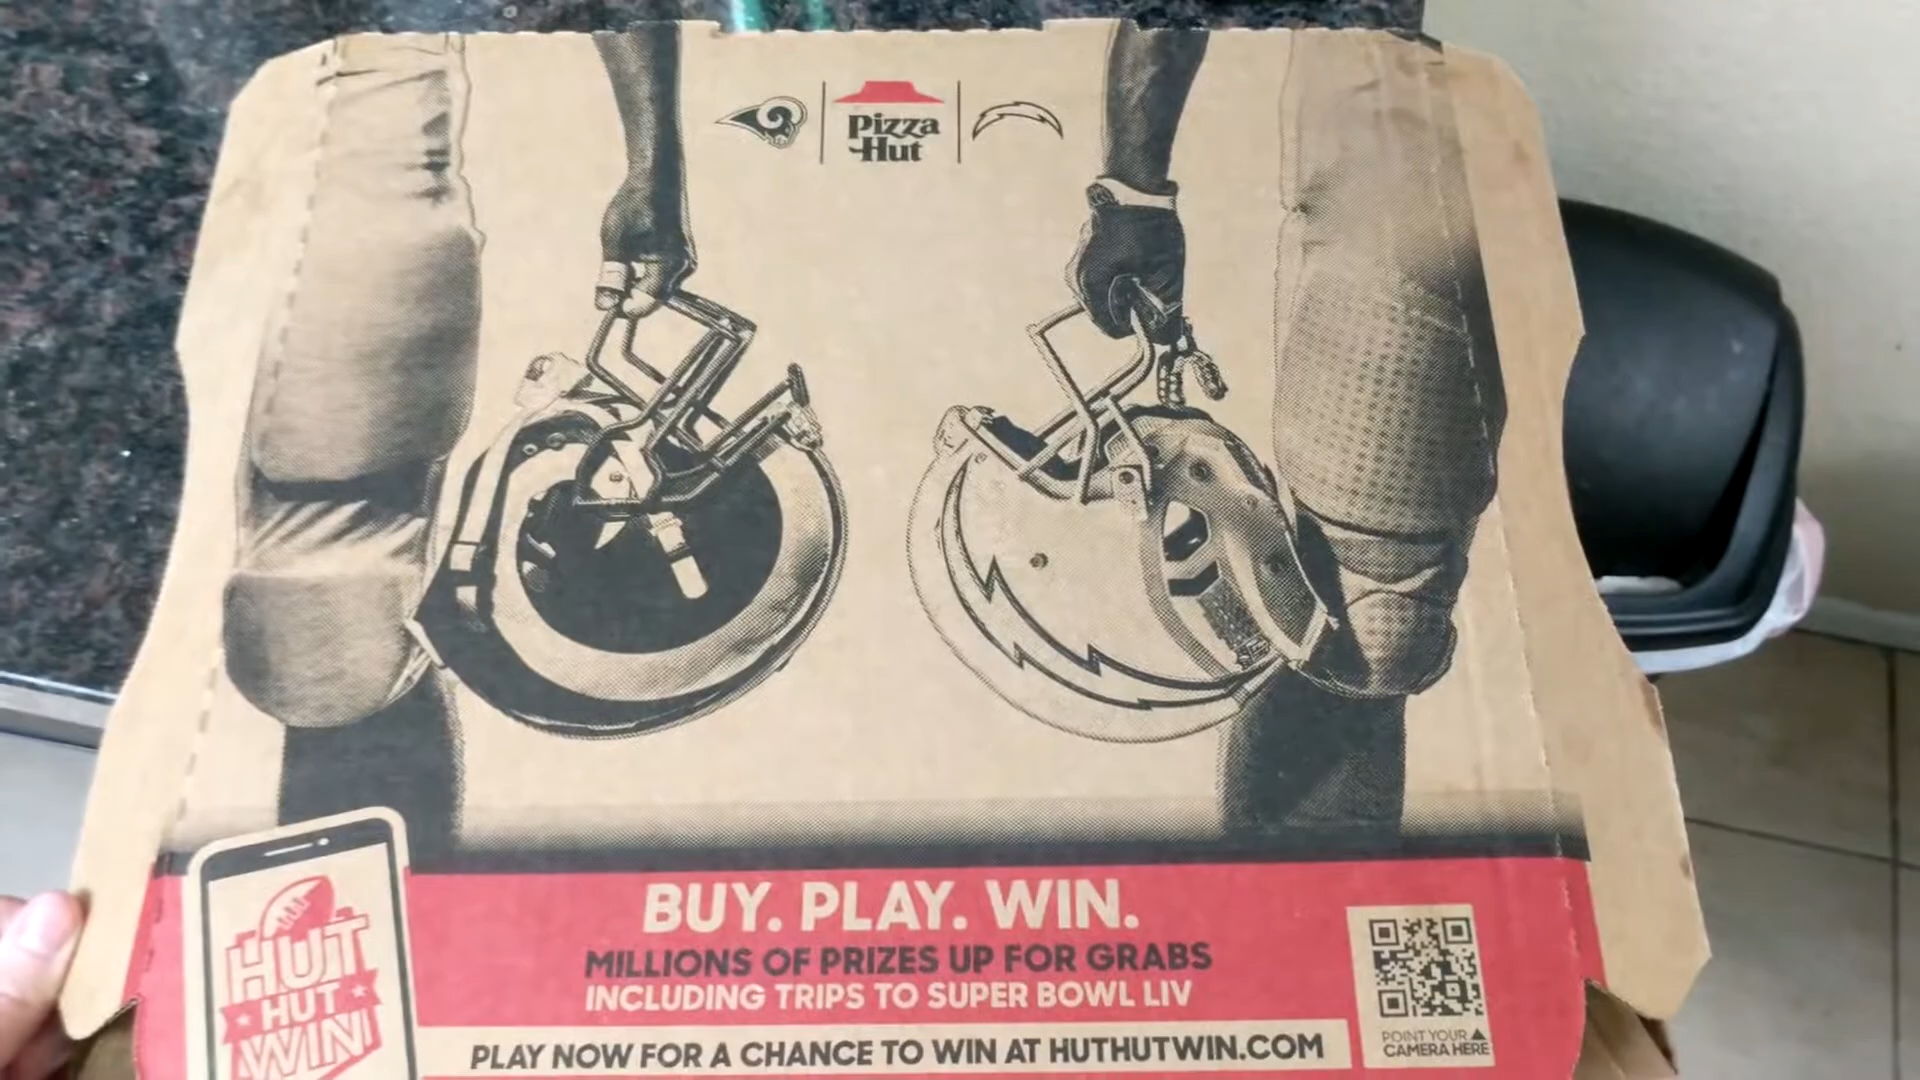 Pizza
Hut
BUY. PLAY. WIN.
MILLIONS OF PRIZES UP FOR GRABS
INCLUDING TRIPS TO SUPER BOWL LIV
PLAY NOW FOR A CHANCE TO WIN AT HUTHUTWIN.COM
HUT
HUT
WIN
POINT YOUR
CAMERA HERE